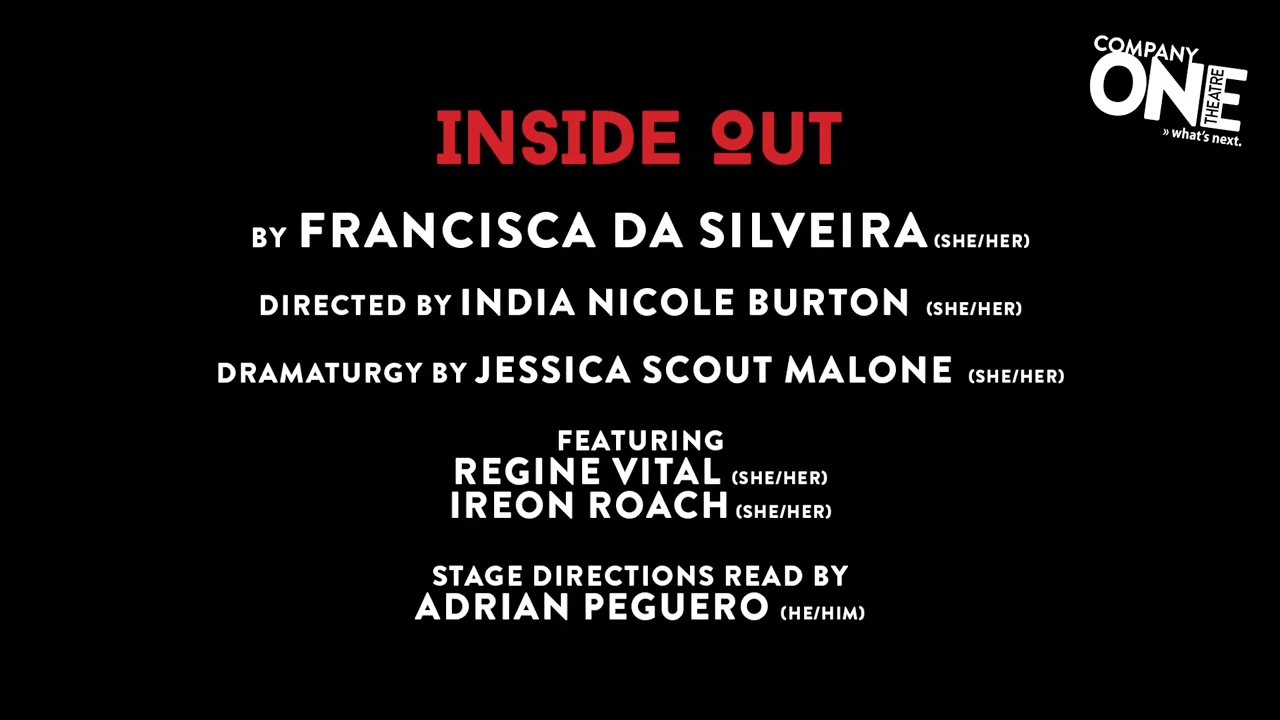 COMPANY
ONE
THEATRE
» what's next.
INSIDE OUT
BY FRANCISCA DA SILVEIRA (SHE/HER)
DIRECTED BY INDIA NICOLE BURTON (SHE/HER)
DRAMATURGY BY JESSICA SCOUT MALONE (SHE/HER)
FEATURING
REGINE VITAL (SHE/HER)
IREON ROACH (SHE/HER)
STAGE DIRECTIONS READ BY
ADRIAN PEGUERO (HE/HIM)